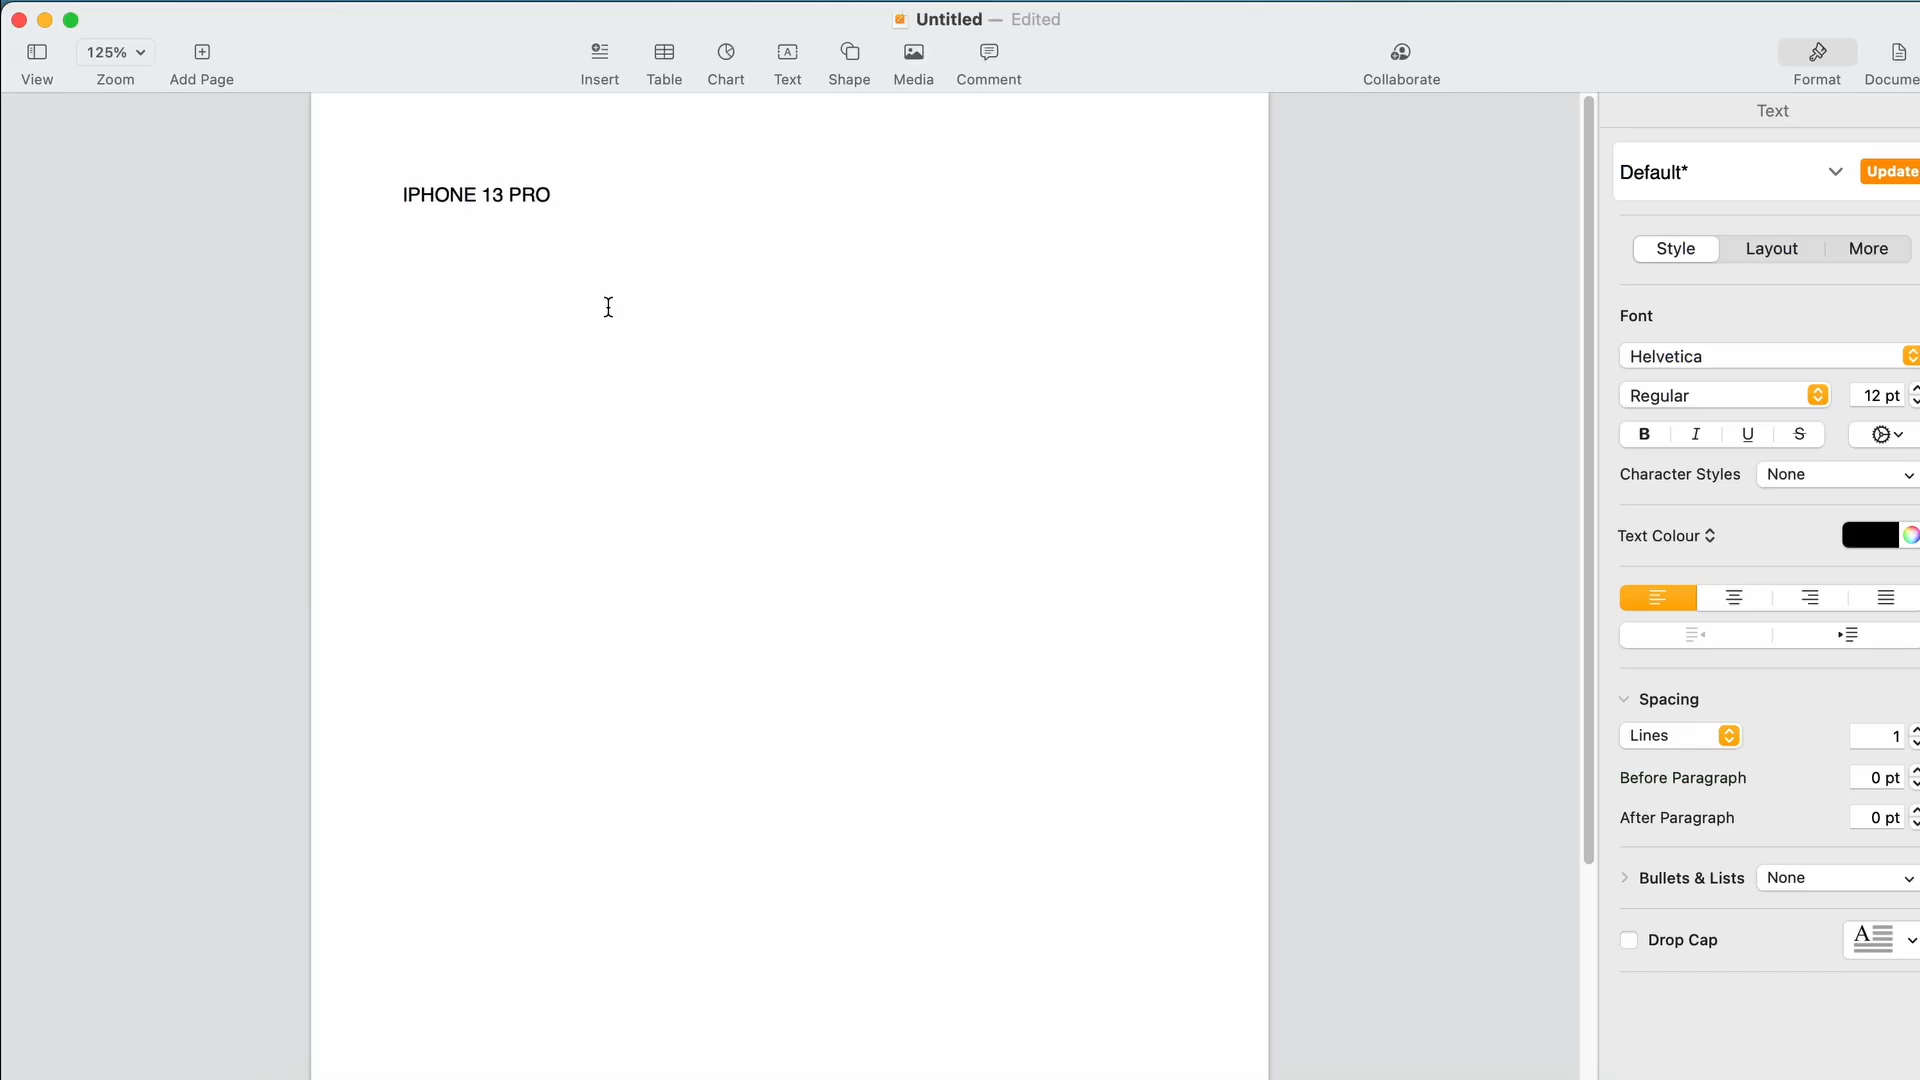 Untitled — Edited
View
125%
Zoom
Add Page
Insert
Table
Chart
Text
Shape
Media
Comment
Collaborate
Format
Docume
Text
IPHONE 13 PRO
Default*
Update
Style
Layout
More
Font
Helvetica
Regular
12 pt
B I U S
Character Styles
None
Text Colour
Spacing
Lines
1
Before Paragraph
0 pt
After Paragraph
0 pt
Bullets & Lists
None
Drop Cap
A